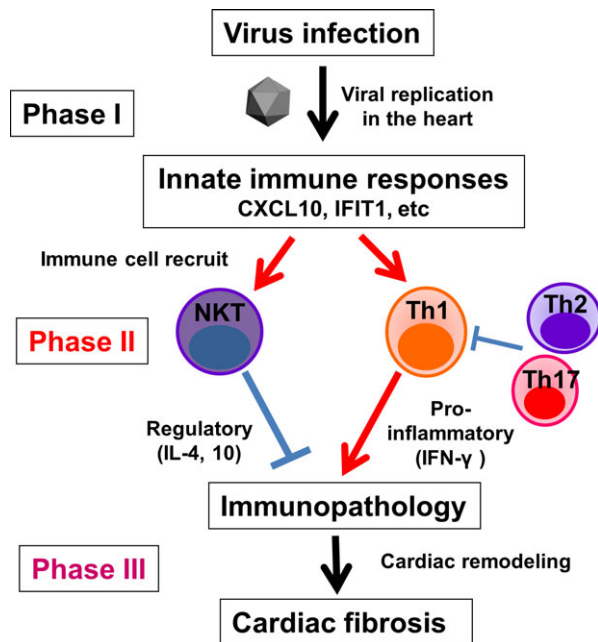 Virus infection
Phase I
Viral replication
in the heart
Innate immune responses
CXCL10, IFIT1, etc
Immune cell recruit
NKT
Th1
Th2
Phase II
Th17
Regulatory
(IL-4, 10)
Pro-
inflammatory
(IFN-γ )
Immunopathology
Phase III
Cardiac remodeling
Cardiac fibrosis